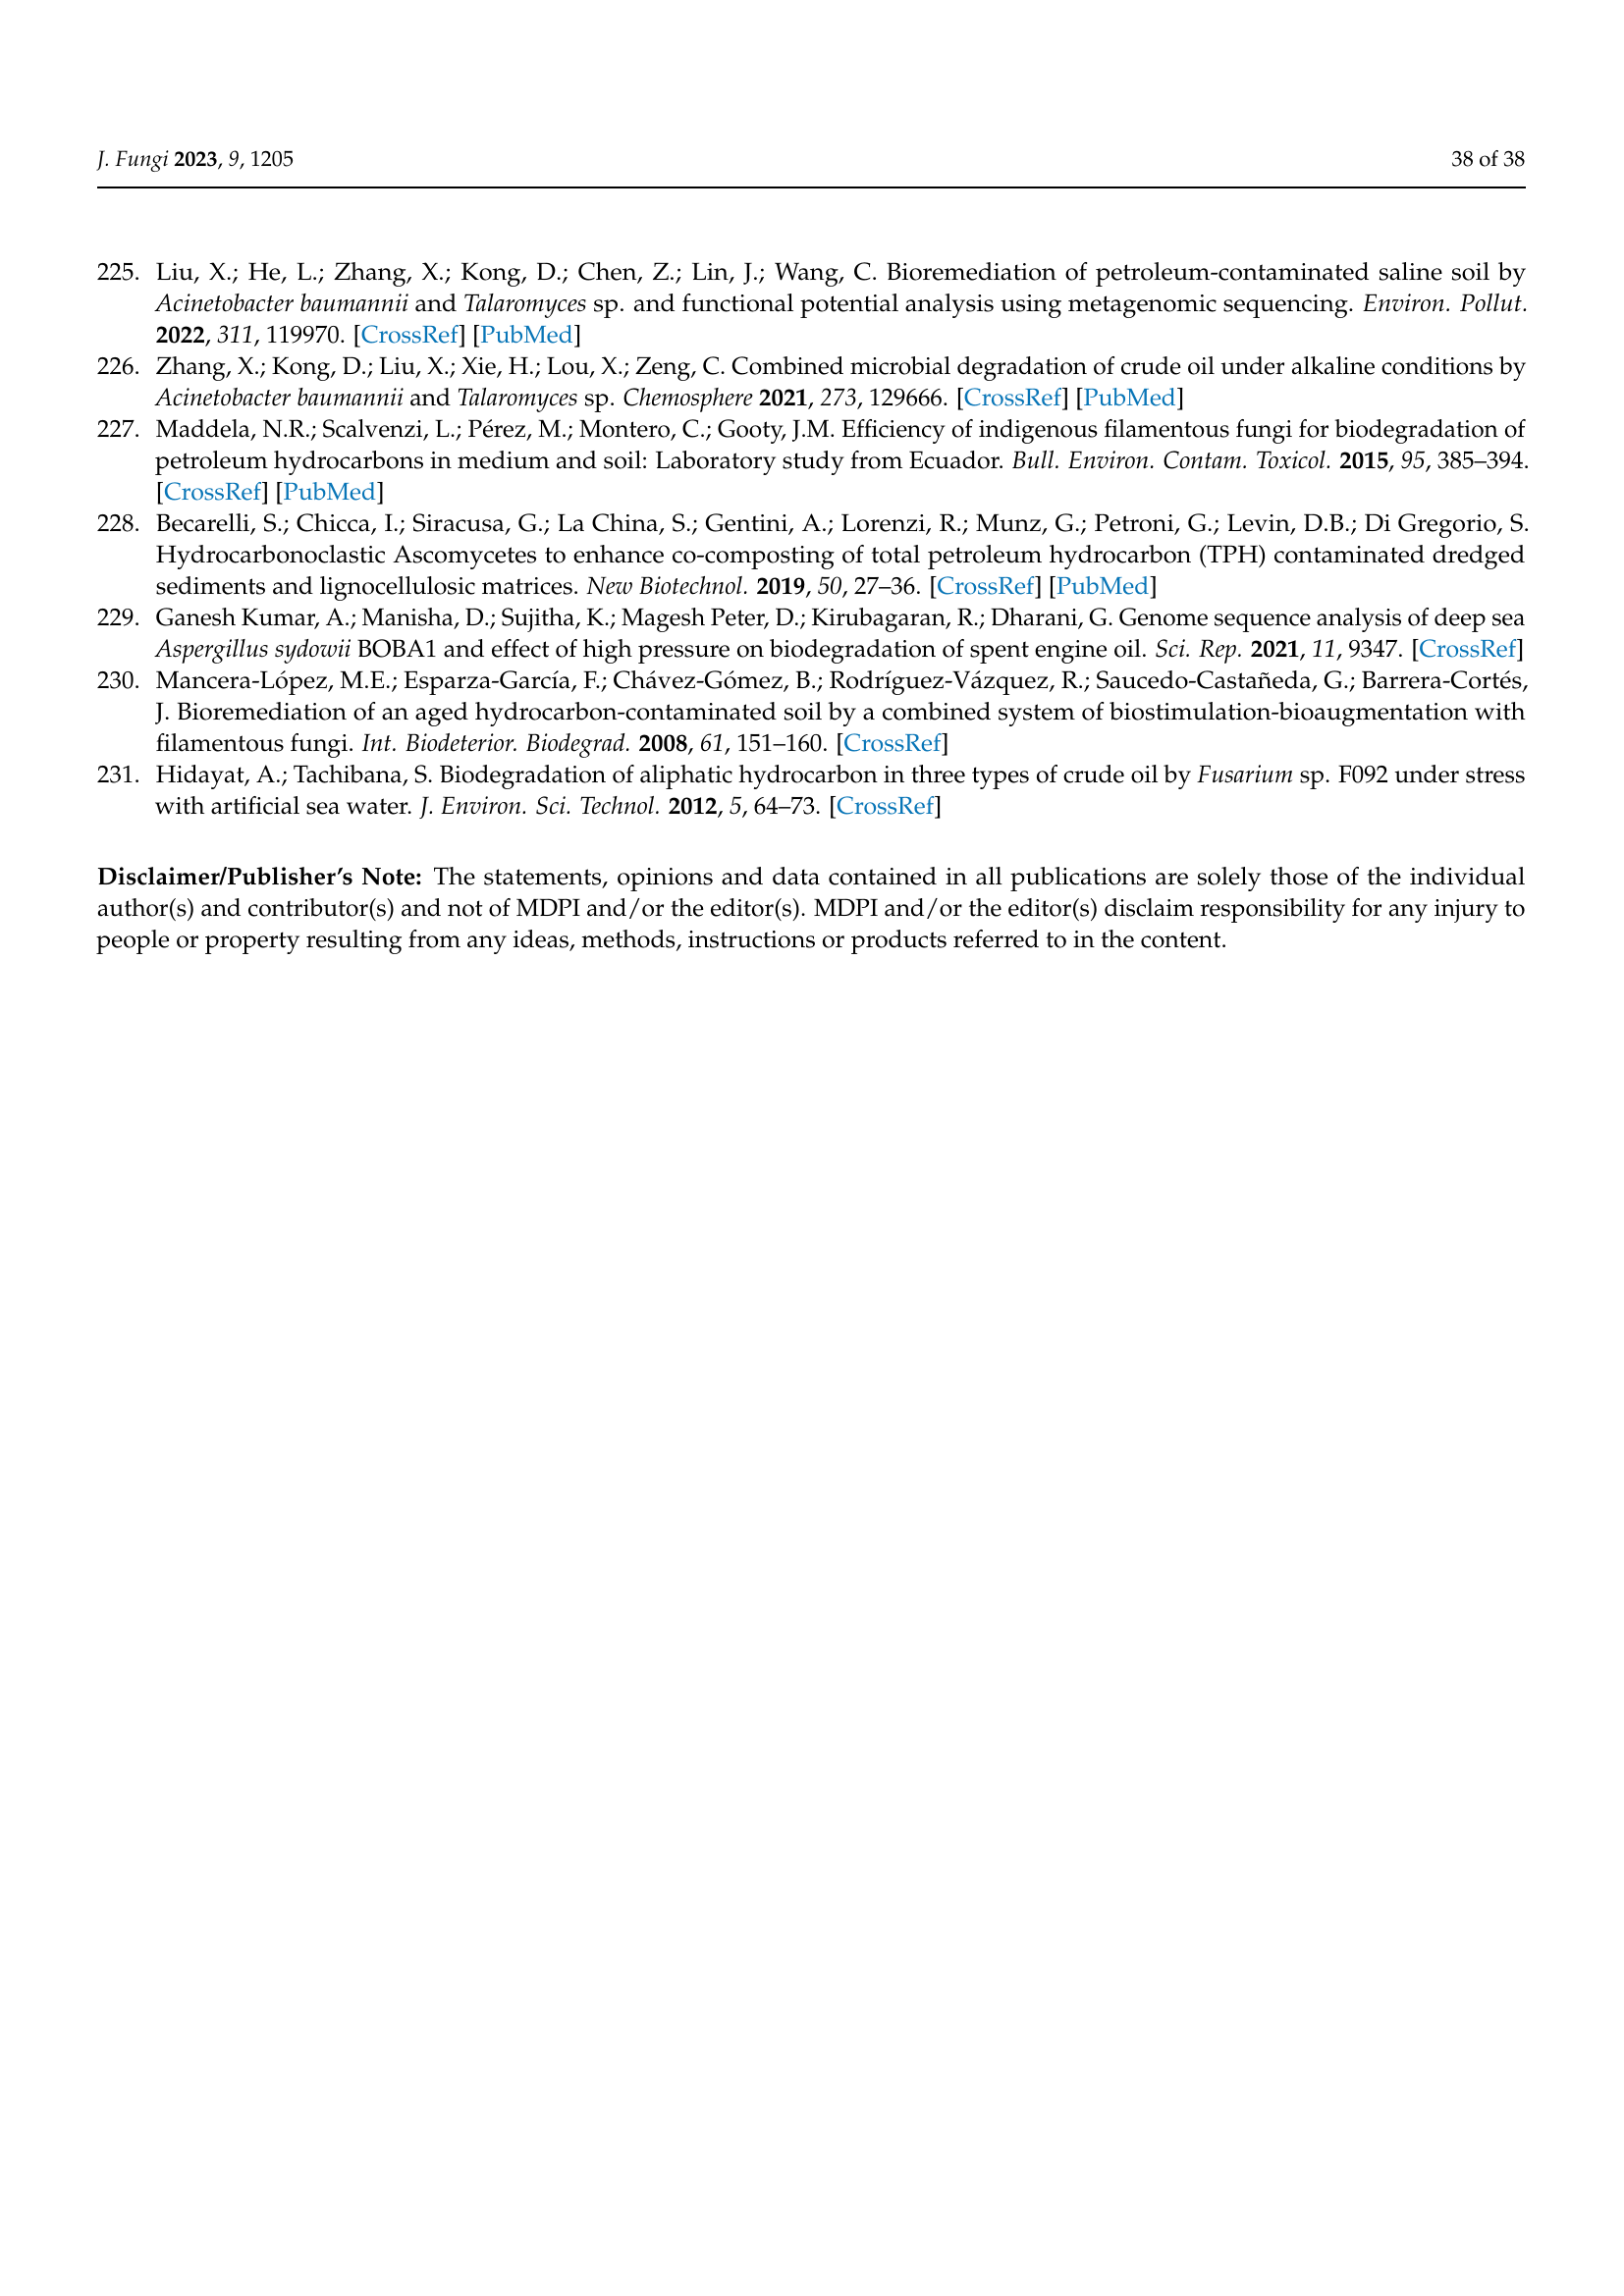 J. Fungi 2023, 9, 1205
38 of 38
225. Liu, X.; He, L.; Zhang, X.; Kong, D.; Chen, Z.; Lin, J.; Wang, C. Bioremediation of petroleum-contaminated saline soil by
Acinetobacter baumannii and Talaromyces sp. and functional potential analysis using metagenomic sequencing. Environ. Pollut.
2022, 311, 119970. [CrossRef] [PubMed]
226. Zhang, X.; Kong, D.; Liu, X.; Xie, H.; Lou, X.; Zeng, C. Combined microbial degradation of crude oil under alkaline conditions by
Acinetobacter baumannii and Talaromyces sp. Chemosphere 2021, 273, 129666. [CrossRef] [PubMed]
227. Maddela, N.R.; Scalvenzi, L.; Pérez, M.; Montero, C.; Gooty, J.M. Efficiency of indigenous filamentous fungi for biodegradation of
petroleum hydrocarbons in medium and soil: Laboratory study from Ecuador. Bull. Environ. Contam. Toxicol. 2015, 95, 385–394.
[CrossRef] [PubMed]
228. Becarelli, S.; Chicca, I.; Siracusa, G.; La China, S.; Gentini, A.; Lorenzi, R.; Munz, G.; Petroni, G.; Levin, D.B.; Di Gregorio, S.
Hydrocarbonoclastic Ascomycetes to enhance co-composting of total petroleum hydrocarbon (TPH) contaminated dredged
sediments and lignocellulosic matrices. New Biotechnol. 2019, 50, 27–36. [CrossRef] [PubMed]
229. Ganesh Kumar, A.; Manisha, D.; Sujitha, K.; Magesh Peter, D.; Kirubagaran, R.; Dharani, G. Genome sequence analysis of deep sea
Aspergillus sydowii BOBA1 and effect of high pressure on biodegradation of spent engine oil. Sci. Rep. 2021, 11, 9347. [CrossRef]
230. Mancera-López, M.E.; Esparza-García, F.; Chávez-Gómez, B.; Rodríguez-Vázquez, R.; Saucedo-Castañeda, G.; Barrera-Cortés,
J. Bioremediation of an aged hydrocarbon-contaminated soil by a combined system of biostimulation-bioaugmentation with
filamentous fungi. Int. Biodeterior. Biodegrad. 2008, 61, 151–160. [CrossRef]
231. Hidayat, A.; Tachibana, S. Biodegradation of aliphatic hydrocarbon in three types of crude oil by Fusarium sp. F092 under stress
with artificial sea water. J. Environ. Sci. Technol. 2012, 5, 64–73. [CrossRef]
Disclaimer/Publisher’s Note: The statements, opinions and data contained in all publications are solely those of the individual
author(s) and contributor(s) and not of MDPI and/or the editor(s). MDPI and/or the editor(s) disclaim responsibility for any injury to
people or property resulting from any ideas, methods, instructions or products referred to in the content.